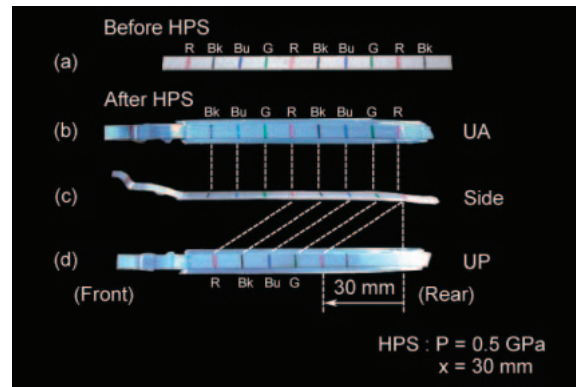 Before HPS
R Bk Bu G R Bk Bu G R Bk
(a)
After HPS
Bk Bu G R Bk Bu G R
(b) UA
(c) Side
(d) UP
R Bk Bu G
(Front) 30 mm (Rear)
HPS : P = 0.5 GPa
x = 30 mm